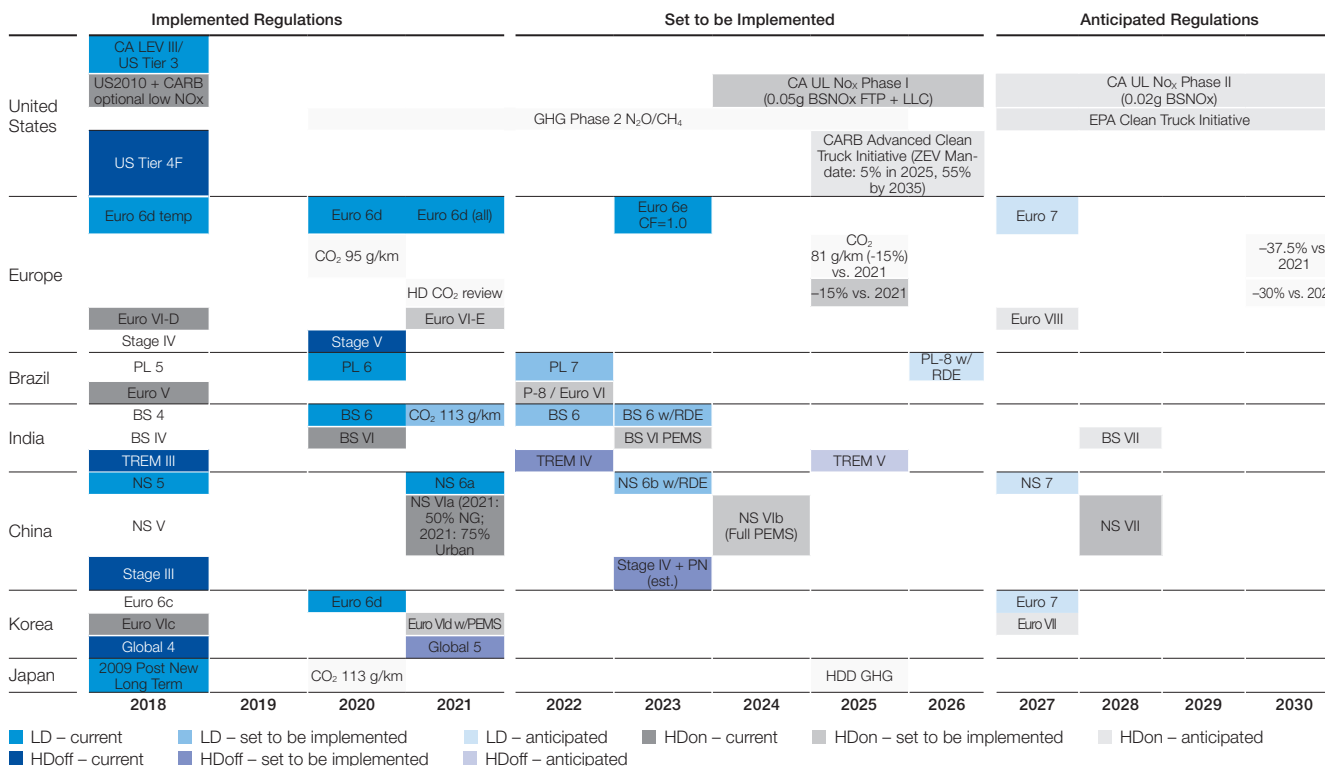 Implemented Regulations
Set to be Implemented
Anticipated Regulations
United
States
CA LEV III/
US Tier 3
US2010 + CARB
optional low NOx
CA UL Noₓ Phase I
(0.05g BSNOx FTP + LLC)
CA UL Noₓ Phase II
(0.02g BSNOx)
GHG Phase 2 N₂O/CH₄
EPA Clean Truck Initiative
US Tier 4F
CARB Advanced Clean
Truck Initiative (ZEV Man-
date: 5% in 2025, 55%
by 2035)
Europe
Euro 6d temp
Euro 6d
Euro 6d (all)
Euro 6e
CF=1.0
Euro 7
CO₂ 95 g/km
CO₂
81 g/km (-15%)
vs. 2021
–37.5% vs
2021
HD CO₂ review
–15% vs. 2021
–30% vs. 202
Euro VI-D
Euro VI-E
Euro VIII
Stage IV
Stage V
Brazil
PL 5
PL 6
PL 7
PL-8 w/
RDE
Euro V
P-8 / Euro VI
India
BS 4
BS 6
CO₂ 113 g/km
BS 6
BS 6 w/RDE
BS IV
BS VI
BS VI PEMS
BS VII
TREM III
TREM IV
TREM V
China
NS 5
NS 6a
NS 6b w/RDE
NS 7
NS V
NS VIa (2021:
50% NG;
2021: 75%
Urban
NS VIb
(Full PEMS)
NS VII
Stage III
Stage IV + PN
(est.)
Korea
Euro 6c
Euro 6d
Euro 7
Euro VIc
Euro VId w/PEMS
Euro VII
Global 4
Global 5
Japan
2009 Post New
Long Term
CO₂ 113 g/km
HDD GHG
2018
2019
2020
2021
2022
2023
2024
2025
2026
2027
2028
2029
2030
LD – current
LD – set to be implemented
LD – anticipated
HDon – current
HDon – set to be implemented
HDon – anticipated
HDoff – current
HDoff – set to be implemented
HDoff – anticipated